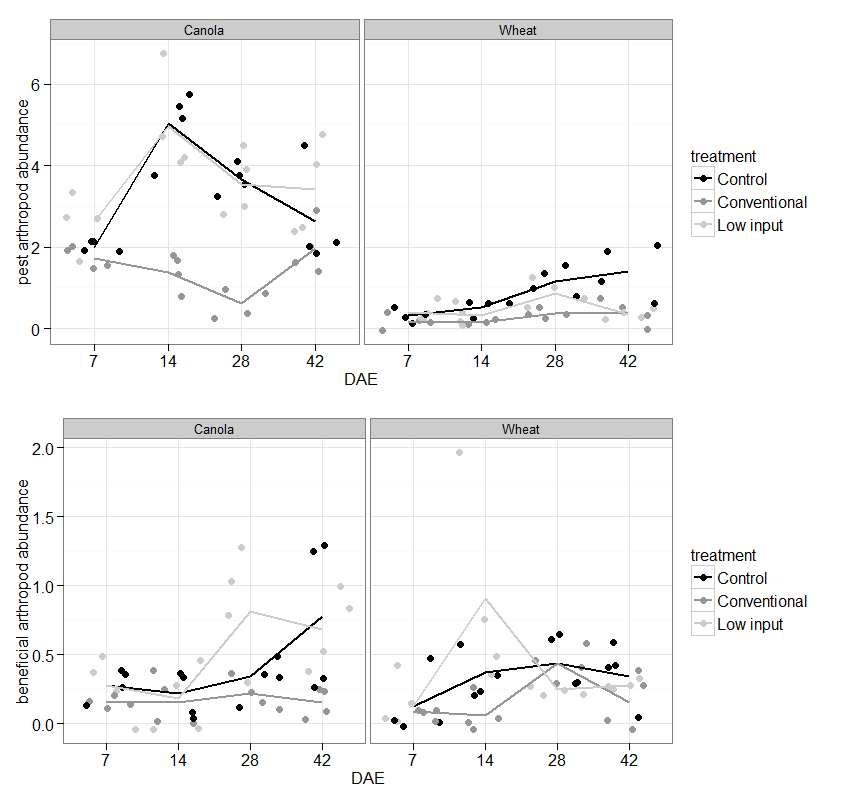 Canola Wheat
pest arthropod abundance
6
4
2
0
7 14 28 42 7 14 28 42
DAE
treatment
Control
Conventional
Low input
Canola Wheat
beneficial arthropod abundance
2.0
1.5
1.0
0.5
0.0
7 14 28 42 7 14 28 42
DAE
treatment
Control
Conventional
Low input